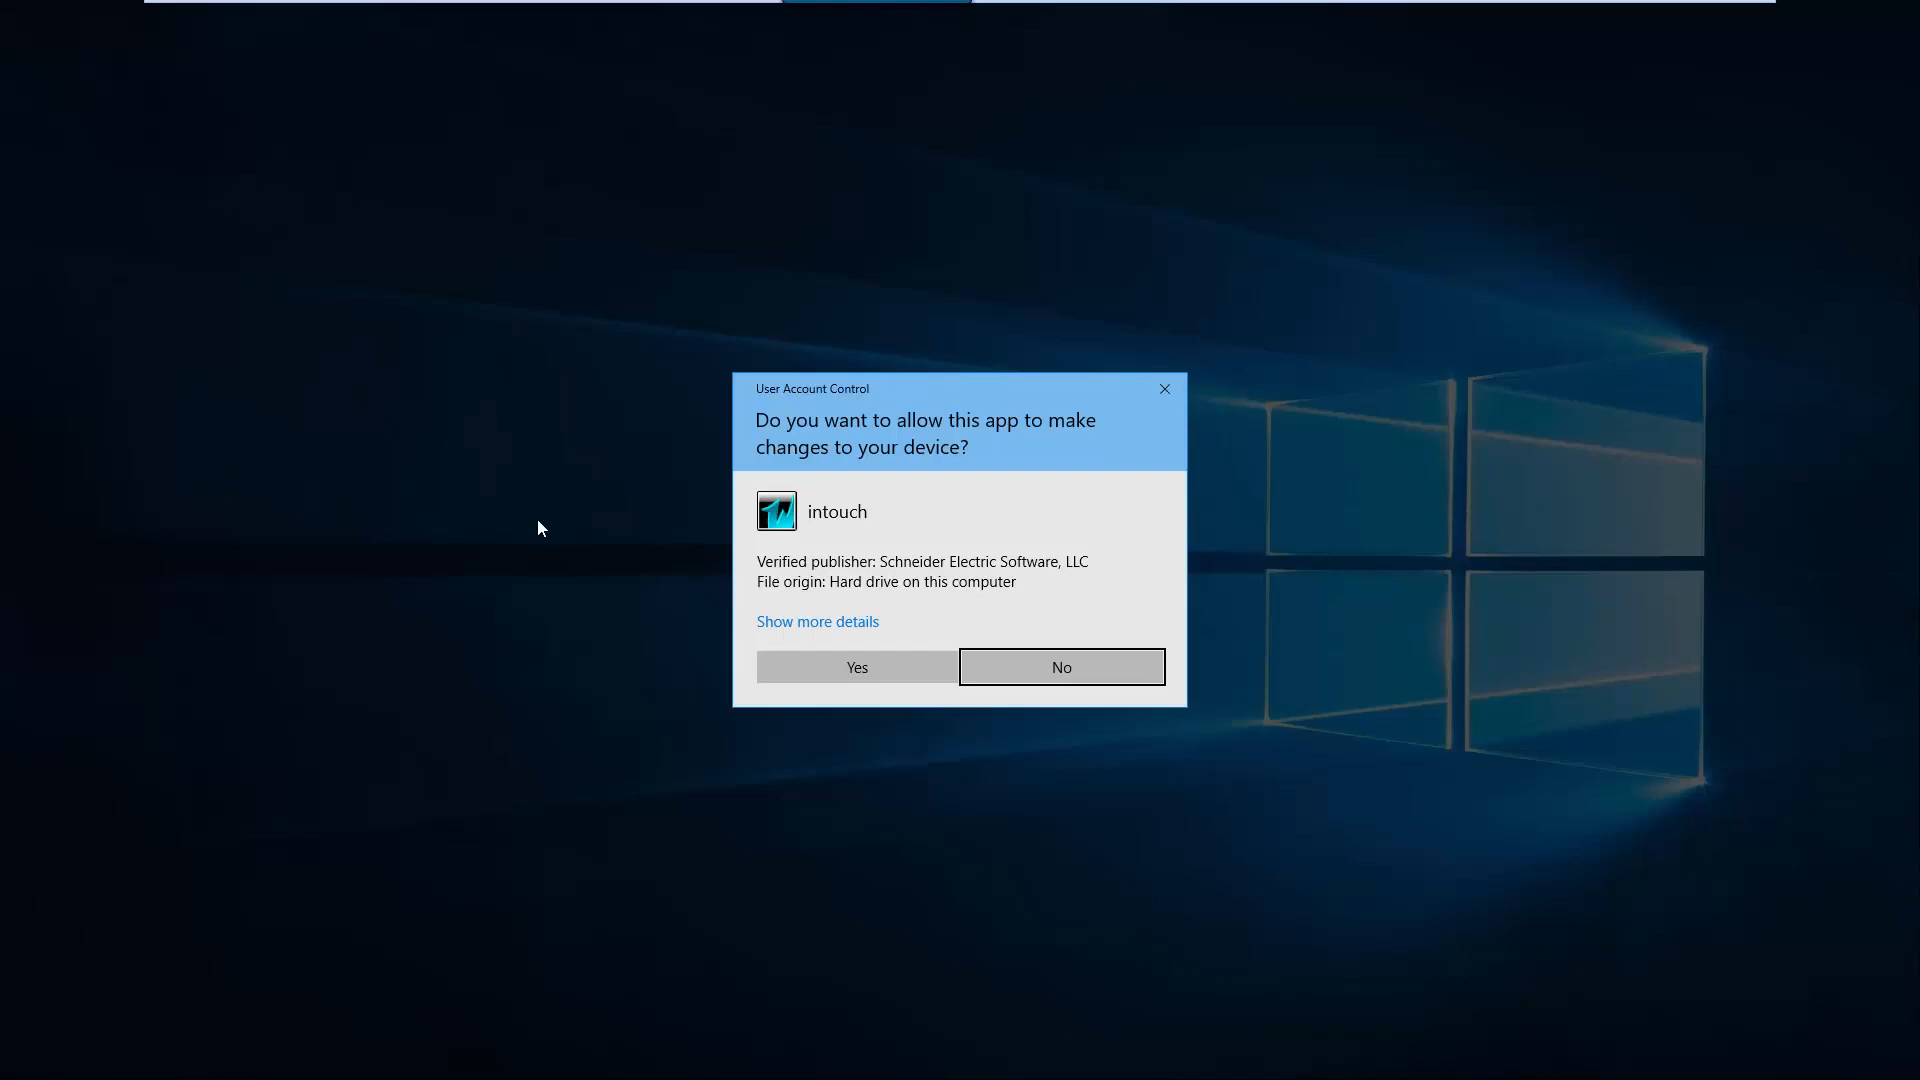 User Account Control
Do you want to allow this app to make
changes to your device?
intouch
Verified publisher: Schneider Electric Software, LLC
File origin: Hard drive on this computer
Show more details
Yes
No